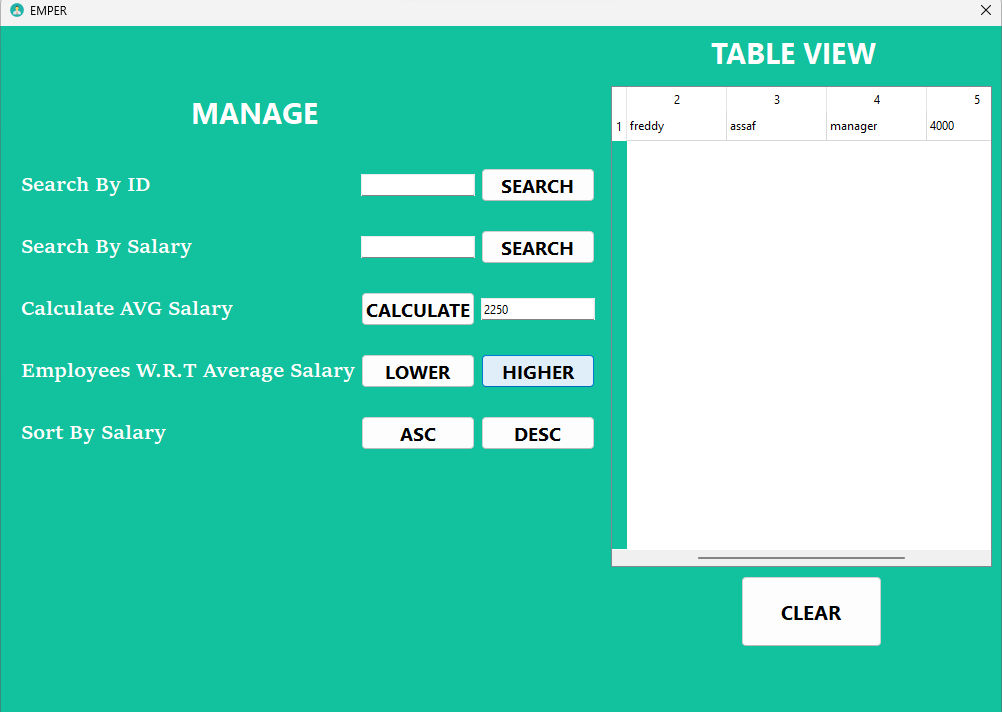 EMPER
MANAGE
Search By ID
SEARCH
Search By Salary
SEARCH
Calculate AVG Salary
CALCULATE
2250
Employees W.R.T Average Salary
LOWER
HIGHER
Sort By Salary
ASC
DESC
TABLE VIEW
2 3 4 5
1 freddy assaf manager 4000
CLEAR